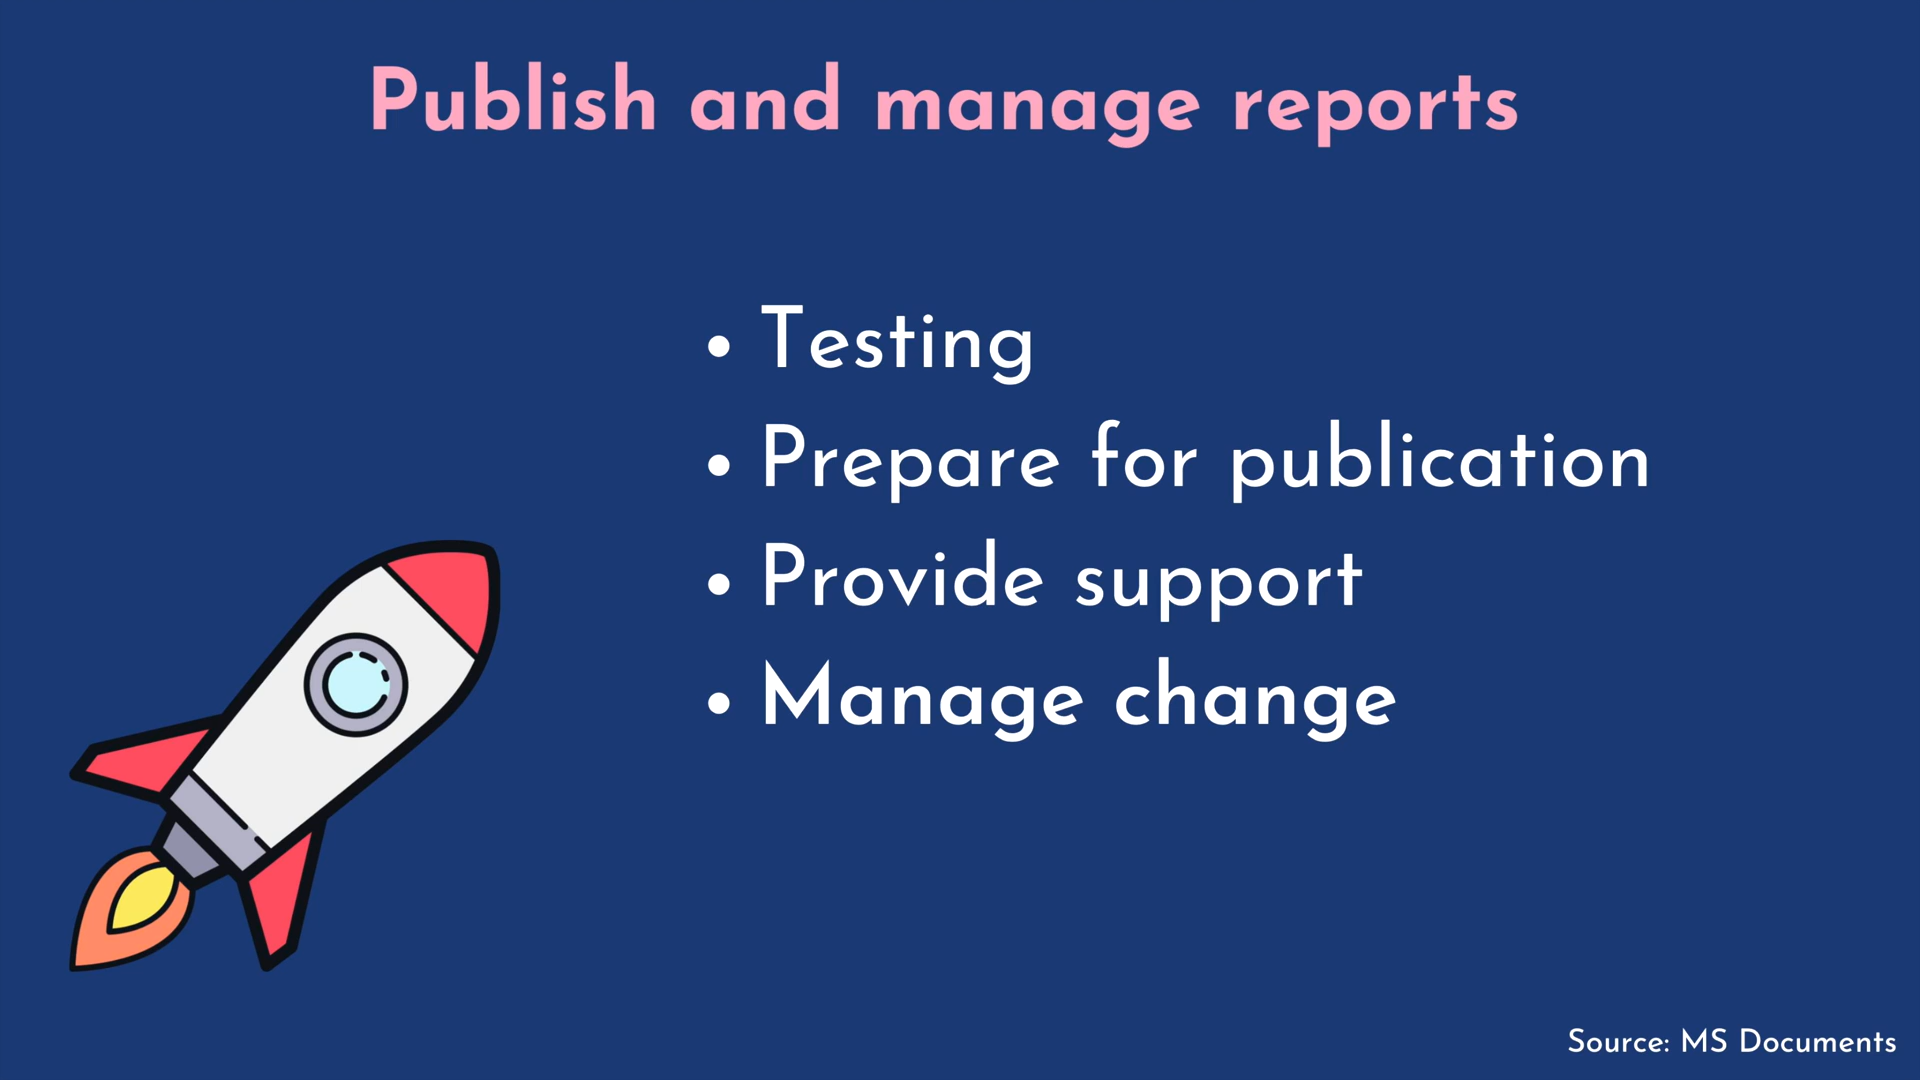 Publish and manage reports
• Testing
• Prepare for publication
• Provide support
• Manage change
Source: MS Documents